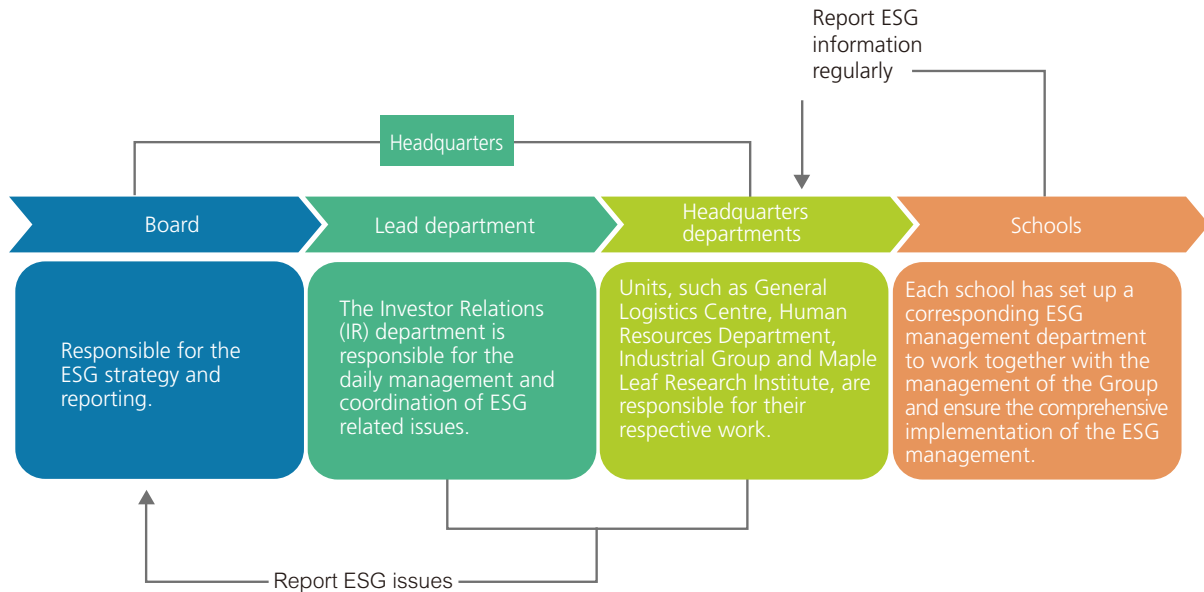 Report ESG
information
regularly
Headquarters
Board
Lead department
Headquarters
departments
Schools
Responsible for the
ESG strategy and
reporting.
The Investor Relations
(IR) department is
responsible for the
daily management and
coordination of ESG
related issues.
Units, such as General
Logistics Centre, Human
Resources Department,
Industrial Group and Maple
Leaf Research Institute, are
responsible for their
respective work.
Each school has set up a
corresponding ESG
management department
to work together with the
management of the Group
and ensure the comprehensive
implementation of the ESG
management.
Report ESG issues